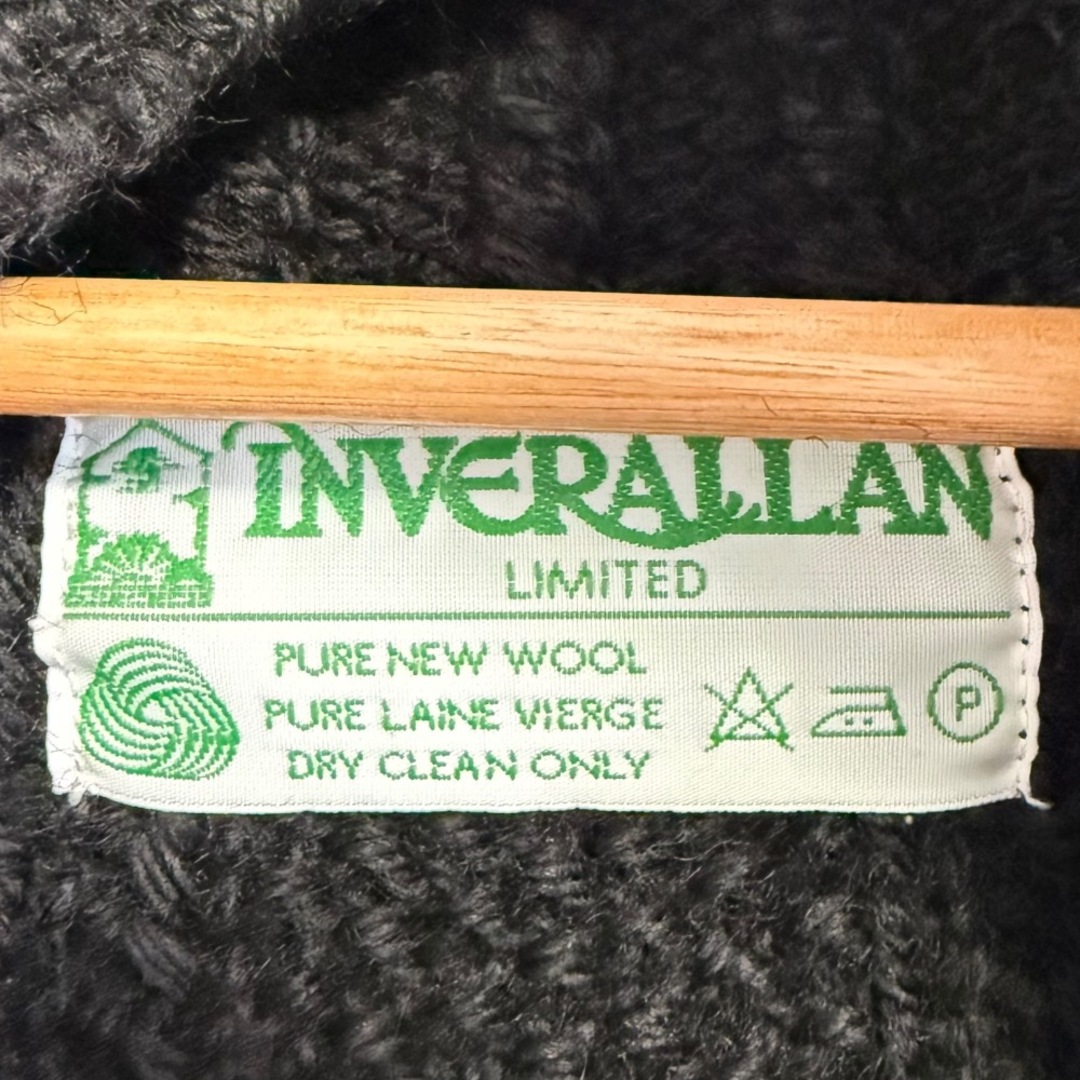 INVERALLAN
LIMITED
PURE NEW WOOL
PURE LAINE VIERGE
DRY CLEAN ONLY
P